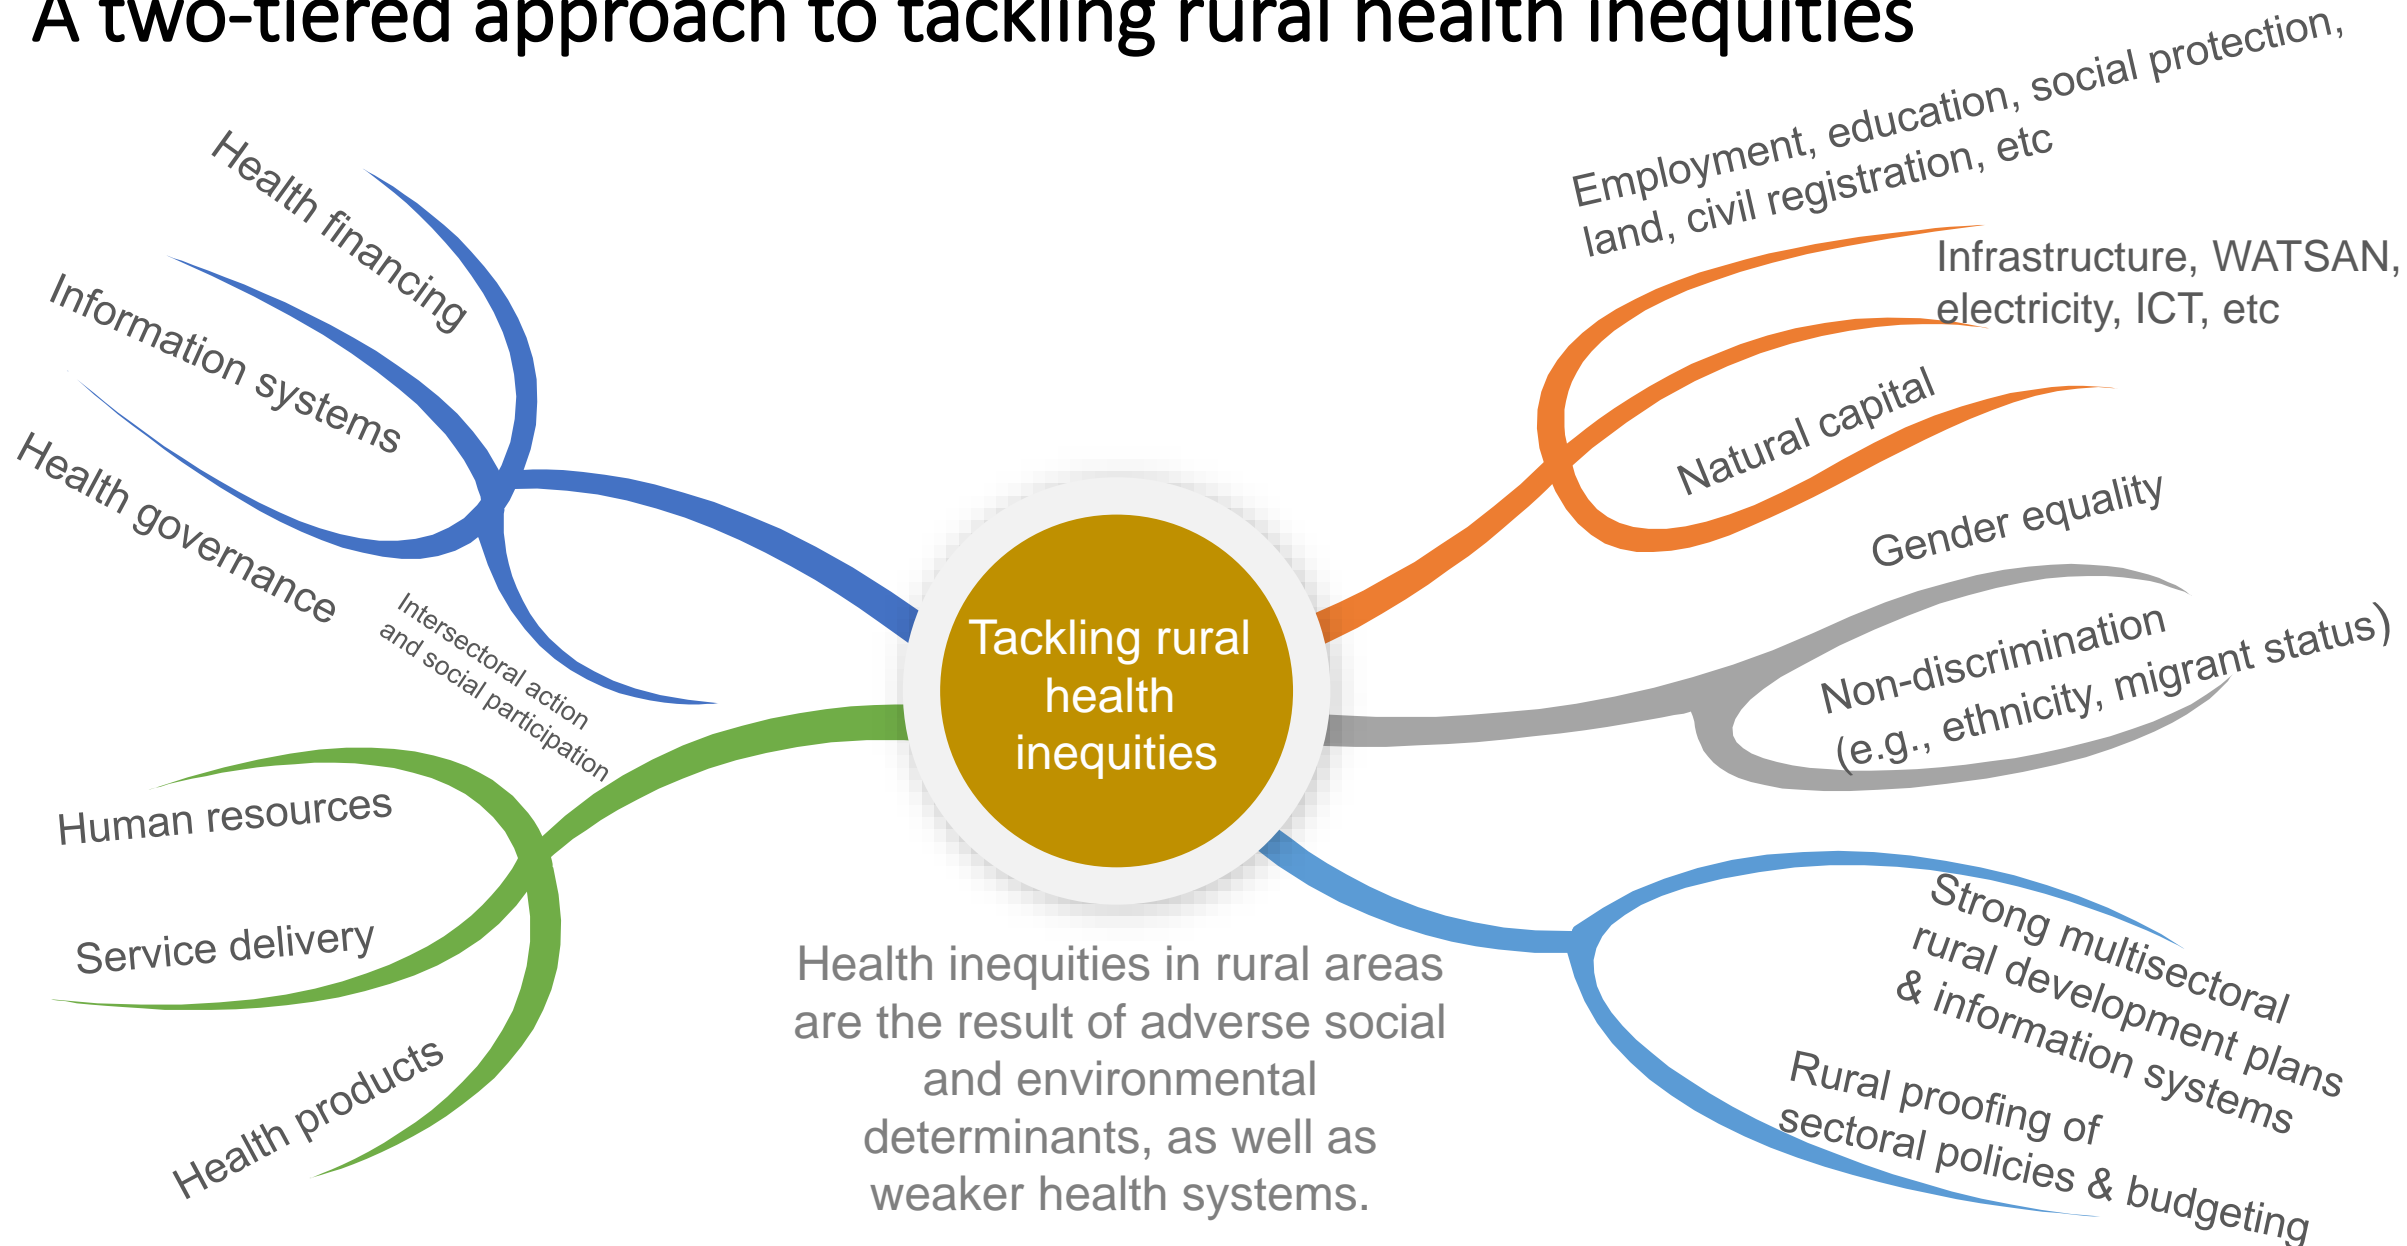 A two-tiered approach to tackling rural health inequities
Health financing
Information systems
Health governance
Intersectoral action
and social participation
Human resources
Service delivery
Health products
Tackling rural
health
inequities
Health inequities in rural areas
are the result of adverse social
and environmental
determinants, as well as
weaker health systems.
Employment, education, social protection,
land, civil registration, etc
Infrastructure, WATSAN,
electricity, ICT, etc
Natural capital
Gender equality
Non-discrimination
(e.g., ethnicity, migrant status)
Strong multisectoral
rural development plans
& information systems
Rural proofing of
sectoral policies & budgeting